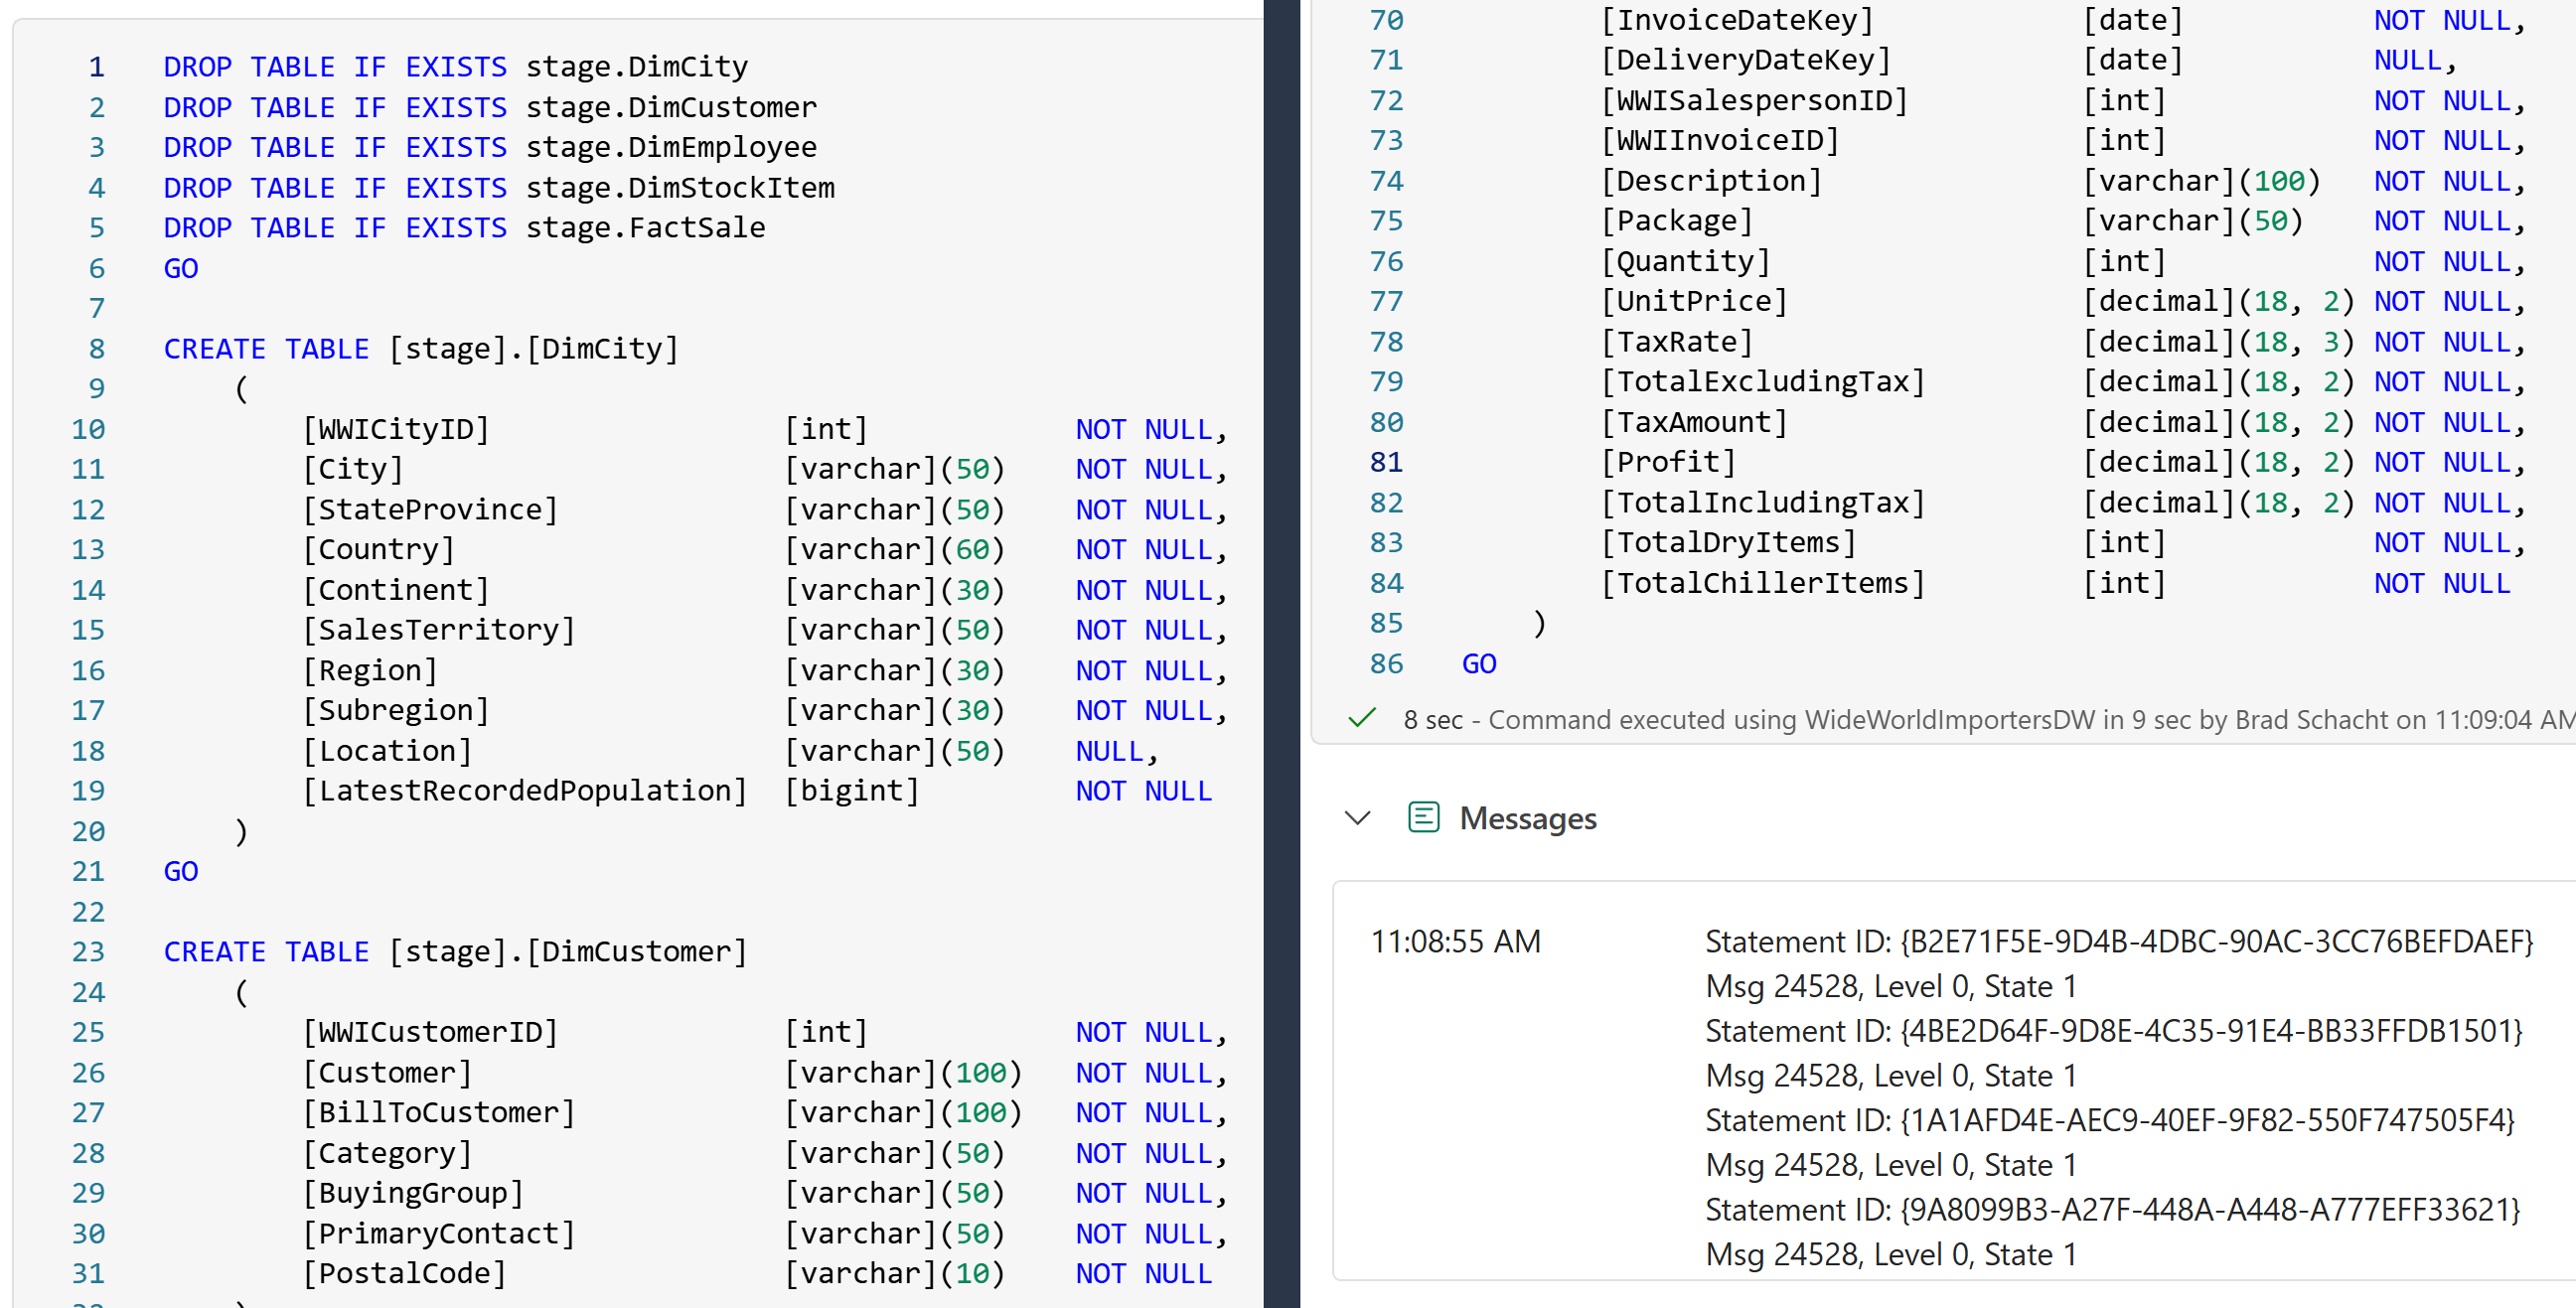 1 DROP TABLE IF EXISTS stage.DimCity
2 DROP TABLE IF EXISTS stage.DimCustomer
3 DROP TABLE IF EXISTS stage.DimEmployee
4 DROP TABLE IF EXISTS stage.DimStockItem
5 DROP TABLE IF EXISTS stage.FactSale
6 GO
7
8 CREATE TABLE [stage].[DimCity]
9 (
10 [WWICityID] [int] NOT NULL,
11 [City] [varchar](50) NOT NULL,
12 [StateProvince] [varchar](50) NOT NULL,
13 [Country] [varchar](60) NOT NULL,
14 [Continent] [varchar](30) NOT NULL,
15 [SalesTerritory] [varchar](50) NOT NULL,
16 [Region] [varchar](30) NOT NULL,
17 [Subregion] [varchar](30) NOT NULL,
18 [Location] [varchar](50) NULL,
19 [LatestRecordedPopulation] [bigint] NOT NULL
20 )
21 GO
22
23 CREATE TABLE [stage].[DimCustomer]
24 (
25 [WWICustomerID] [int] NOT NULL,
26 [Customer] [varchar](100) NOT NULL,
27 [BillToCustomer] [varchar](100) NOT NULL,
28 [Category] [varchar](50) NOT NULL,
29 [BuyingGroup] [varchar](50) NOT NULL,
30 [PrimaryContact] [varchar](50) NOT NULL,
31 [PostalCode] [varchar](10) NOT NULL
70 [InvoiceDateKey] [date] NOT NULL,
71 [DeliveryDateKey] [date] NULL,
72 [WWISalespersonID] [int] NOT NULL,
73 [WWIInvoiceID] [int] NOT NULL,
74 [Description] [varchar](100) NOT NULL,
75 [Package] [varchar](50) NOT NULL,
76 [Quantity] [int] NOT NULL,
77 [UnitPrice] [decimal](18, 2) NOT NULL,
78 [TaxRate] [decimal](18, 3) NOT NULL,
79 [TotalExcludingTax] [decimal](18, 2) NOT NULL,
80 [TaxAmount] [decimal](18, 2) NOT NULL,
81 [Profit] [decimal](18, 2) NOT NULL,
82 [TotalIncludingTax] [decimal](18, 2) NOT NULL,
83 [TotalDryItems] [int] NOT NULL,
84 [TotalChillerItems] [int] NOT NULL
85 )
86 GO
8 sec - Command executed using WideWorldImportersDW in 9 sec by Brad Schacht on 11:09:04 AM
Messages
11:08:55 AM Statement ID: {B2E71F5E-9D4B-4DBC-90AC-3CC76BEFDAEF}
Msg 24528, Level 0, State 1
Statement ID: {4BE2D64F-9D8E-4C35-91E4-BB33FFDB1501}
Msg 24528, Level 0, State 1
Statement ID: {1A1AFD4E-AEC9-40EF-9F82-550F747505F4}
Msg 24528, Level 0, State 1
Statement ID: {9A8099B3-A27F-448A-A448-A777EFF33621}
Msg 24528, Level 0, State 1